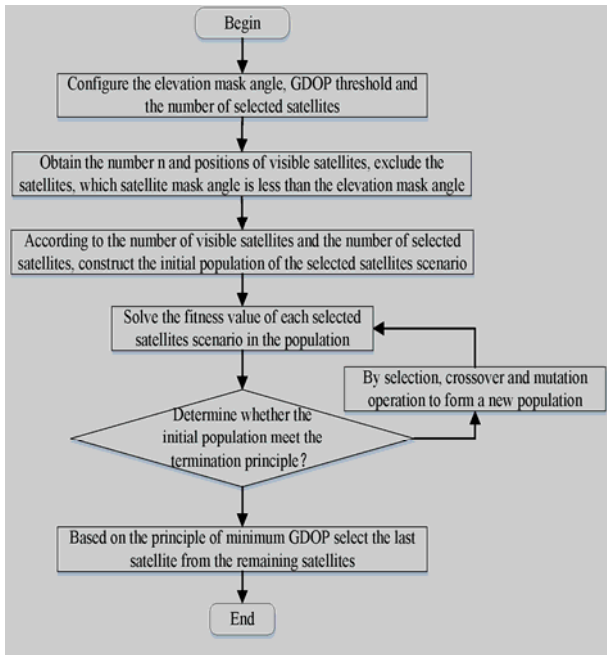 Begin
Configure the elevation mask angle, GDOP threshold and
the number of selected satellites
Obtain the number n and positions of visible satellites, exclude the
satellites, which satellite mask angle is less than the elevation mask angle
According to the number of visible satellites and the number of selected
satellites, construct the initial population of the selected satellites scenario
Solve the fitness value of each selected
satellites scenario in the population
By selection, crossover and mutation
operation to form a new population
Determine whether the
initial population meet the
termination principle?
Based on the principle of minimum GDOP select the last
satellite from the remaining satellites
End